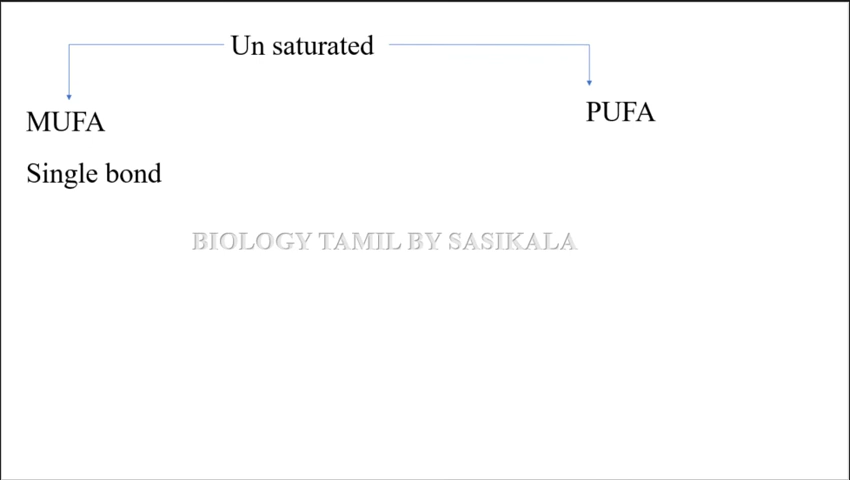 Un saturated
MUFA
PUFA
Single bond
BIOLOGY TAMIL BY SASIKALA